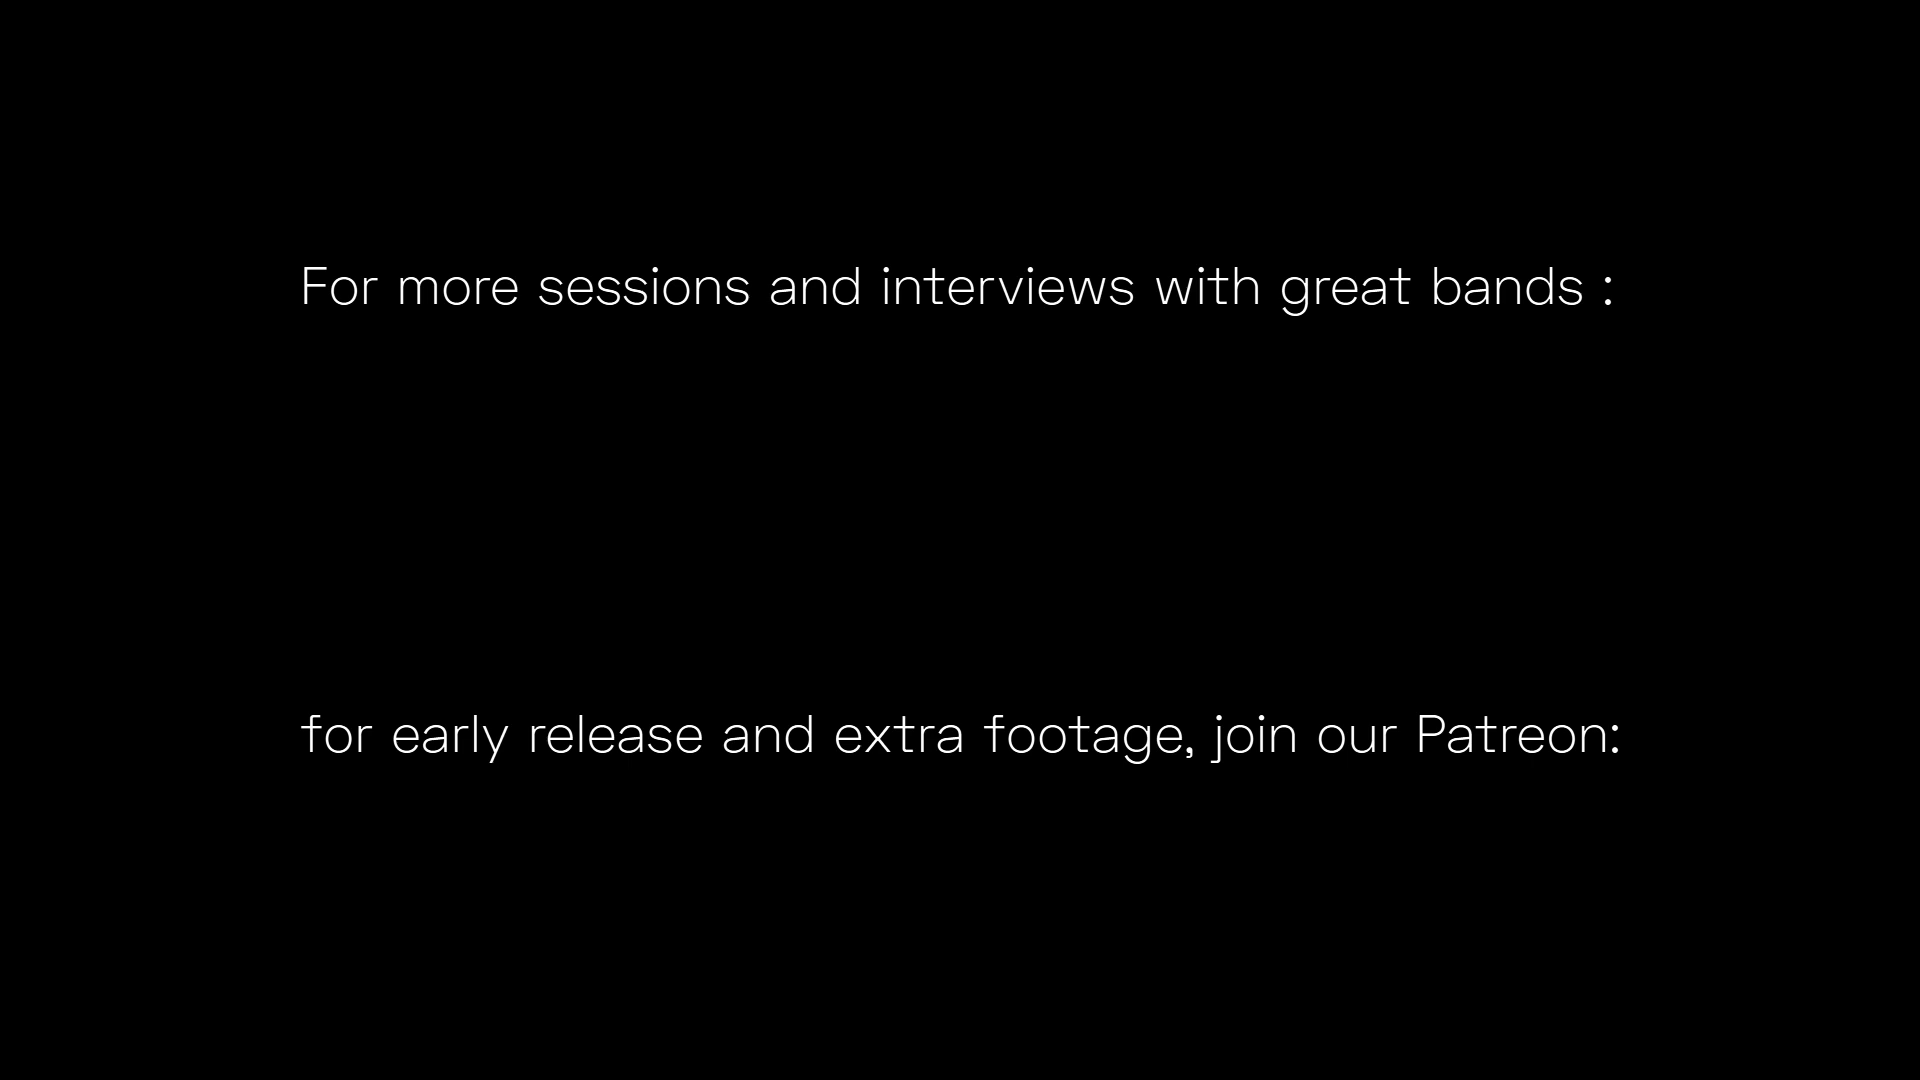 For more sessions and interviews with great bands :
for early release and extra footage, join our Patreon: